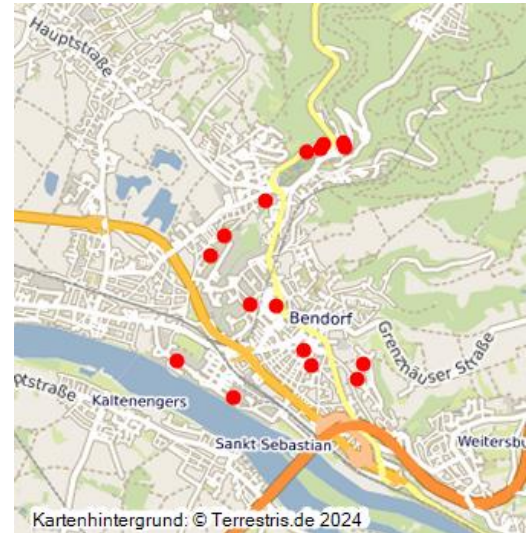 Hauptstraße
Bendorf
Grenzhäuser Straße
ptstraße
Kaltenengers
Sankt Sebastian
Weitersbu
Kartenhintergrund: © Terrestris.de 2024